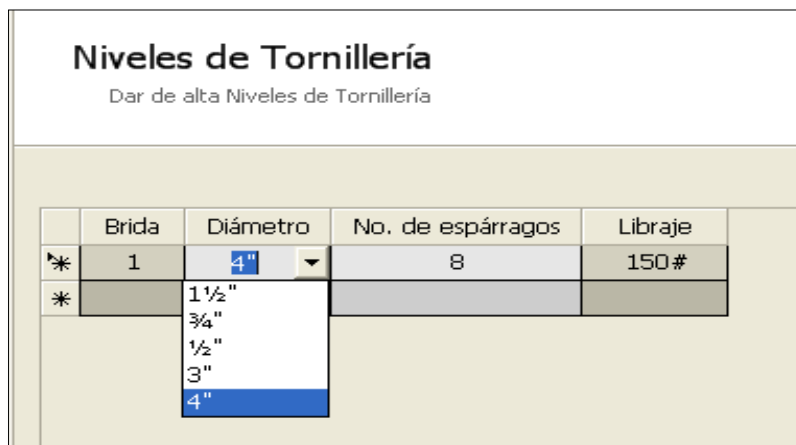 Niveles de Tornillería
Dar de alta Niveles de Tornillería
Brida Diámetro No. de espárragos Libraje
1 4" 8 150#
1½"
¾"
½"
3"
4"